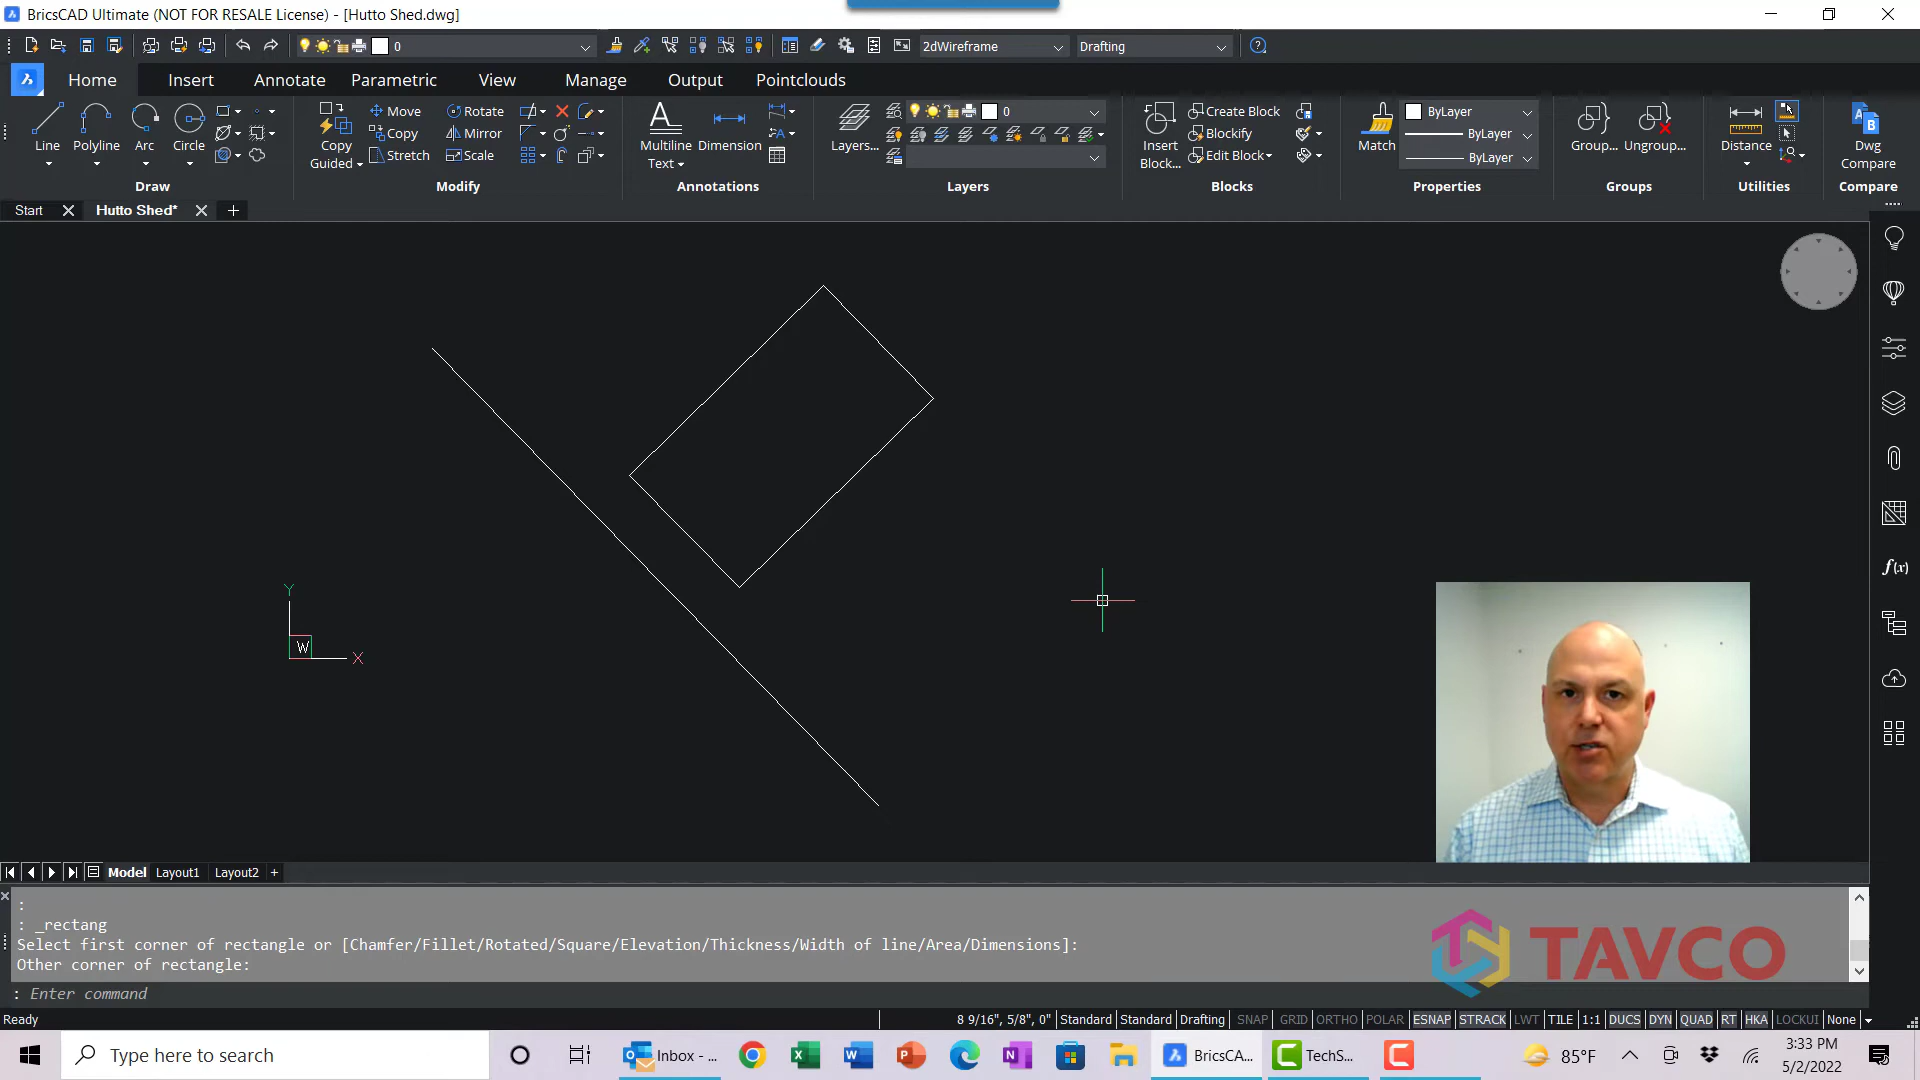 BricsCAD Ultimate (NOT FOR RESALE License) - [Hutto Shed.dwg]
0
2dWireframe
Drafting
Home
Insert
Annotate
Parametric
View
Manage
Output
Pointclouds
Line
Polyline
Arc
Circle
Draw
Copy
Guided
Move
Copy
Stretch
Rotate
Mirror
Scale
Modify
Multiline
Text
Dimension
Annotations
Layers...
0
Layers
Insert
Block...
Create Block
Blockify
Edit Block
Blocks
Match
ByLayer
ByLayer
ByLayer
Properties
Group...
Ungroup...
Groups
Distance
Utilities
Dwg
Compare
Compare
Start
Hutto Shed*
Y
W
X
f(x)
Model
Layout1
Layout2
:
: _rectang
Select first corner of rectangle or [Chamfer/Fillet/Rotated/Square/Elevation/Thickness/Width of line/Area/Dimensions]:
Other corner of rectangle:
: Enter command
TAVCO
Ready
8 9/16", 5/8", 0"
Standard
Standard
Drafting
SNAP
GRID
ORTHO
POLAR
ESNAP
STRACK
LWT
TILE
1:1
DUCS
DYN
QUAD
RT
HKA
LOCKUI
None
Type here to search
Inbox - ...
BricsCA...
TechS...
85°F
3:33 PM
5/2/2022